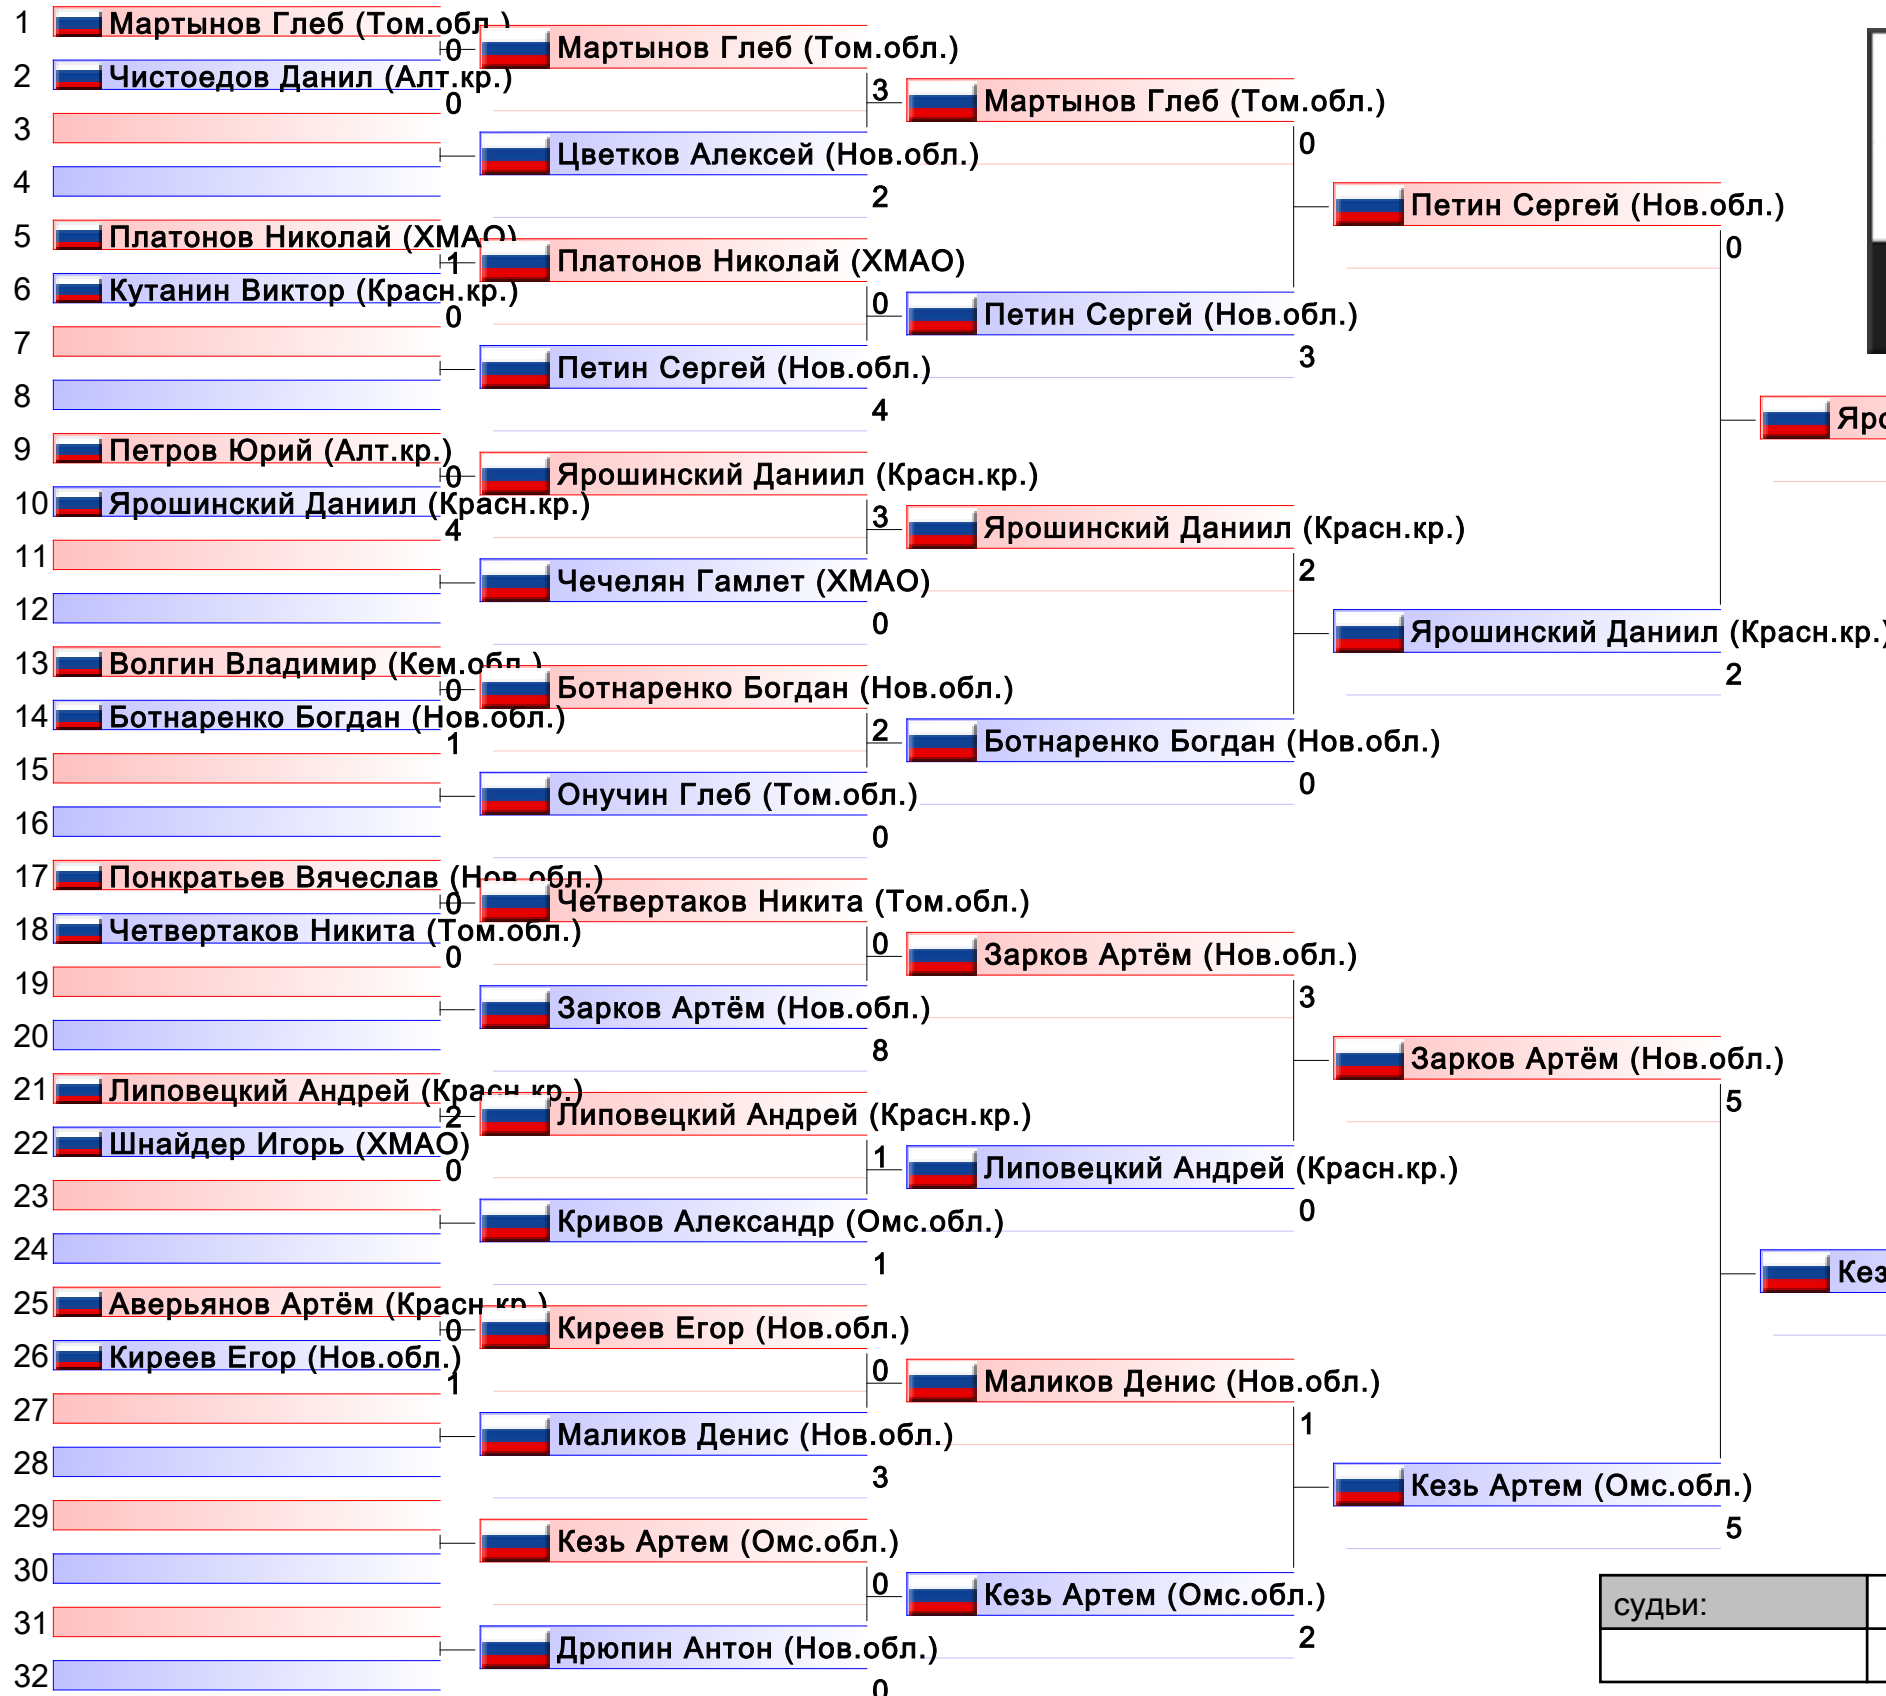 1 Мартынов Глеб (Том.обл.)
0
2 Чистоедов Данил (Алт.кр.)
0
3
4
5 Платонов Николай (ХМАО)
1
6 Кутанин Виктор (Красн.кр.)
0
7
8
9 Петров Юрий (Алт.кр.)
0
10 Ярошинский Даниил (Красн.кр.)
4
11
12
13 Волгин Владимир (Кем.обл.)
0
14 Ботнаренко Богдан (Нов.обл.)
1
15
16
17 Понкратьев Вячеслав (Нов.обл.)
0
18 Четвертаков Никита (Том.обл.)
0
19
20
21 Липовецкий Андрей (Красн.кр.)
2
22 Шнайдер Игорь (ХМАО)
0
23
24
25 Аверьянов Артём (Красн.кр.)
0
26 Киреев Егор (Нов.обл.)
1
27
28
29
30
31
32
Мартынов Глеб (Том.обл.)
3
Цветков Алексей (Нов.обл.)
2
Платонов Николай (ХМАО)
0
Петин Сергей (Нов.обл.)
4
Ярошинский Даниил (Красн.кр.)
3
Чечелян Гамлет (ХМАО)
0
Ботнаренко Богдан (Нов.обл.)
2
Онучин Глеб (Том.обл.)
0
Четвертаков Никита (Том.обл.)
0
Зарков Артём (Нов.обл.)
8
Липовецкий Андрей (Красн.кр.)
1
Кривов Александр (Омс.обл.)
1
Киреев Егор (Нов.обл.)
0
Маликов Денис (Нов.обл.)
3
Кезь Артем (Омс.обл.)
0
Дрюпин Антон (Нов.обл.)
0
Мартынов Глеб (Том.обл.)
0
Петин Сергей (Нов.обл.)
3
Ярошинский Даниил (Красн.кр.)
2
Ботнаренко Богдан (Нов.обл.)
0
Зарков Артём (Нов.обл.)
3
Липовецкий Андрей (Красн.кр.)
0
Маликов Денис (Нов.обл.)
1
Кезь Артем (Омс.обл.)
2
Петин Сергей (Нов.обл.)
0
Ярошинский Даниил (Красн.кр.)
2
Зарков Артём (Нов.обл.)
5
Кезь Артем (Омс.обл.)
5
Яро
Кез
судьи: